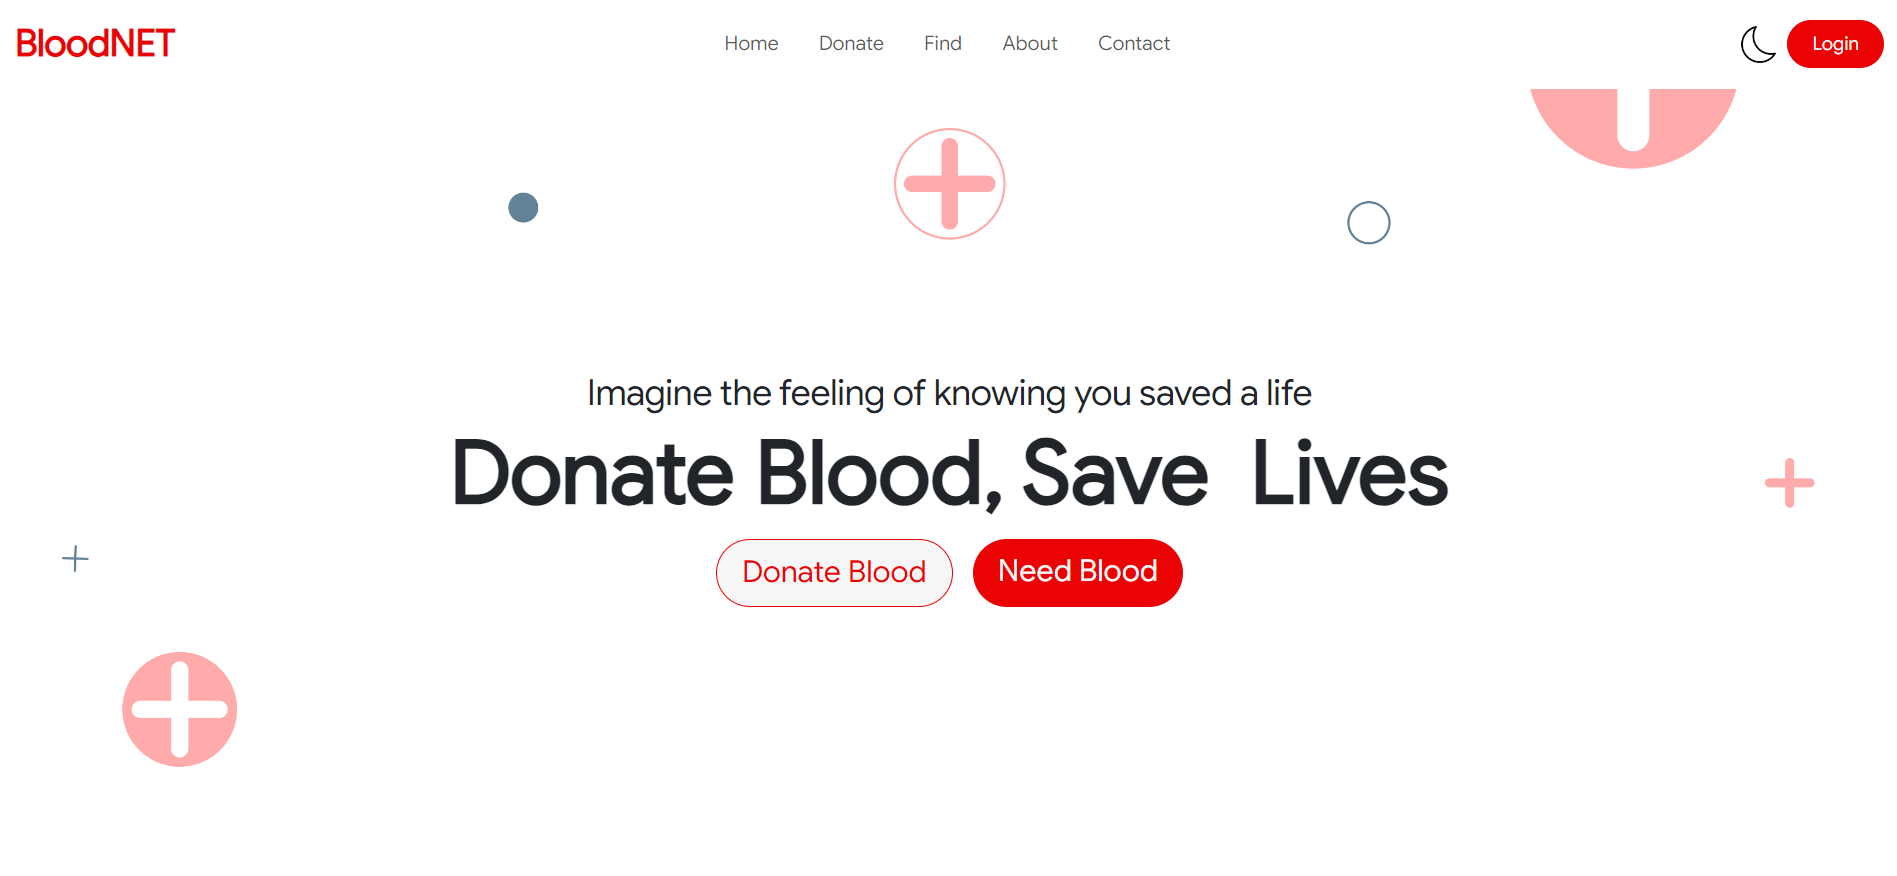 BloodNET
Home Donate Find About Contact
Login
Imagine the feeling of knowing you saved a life
Donate Blood, Save  Lives
Donate Blood
Need Blood